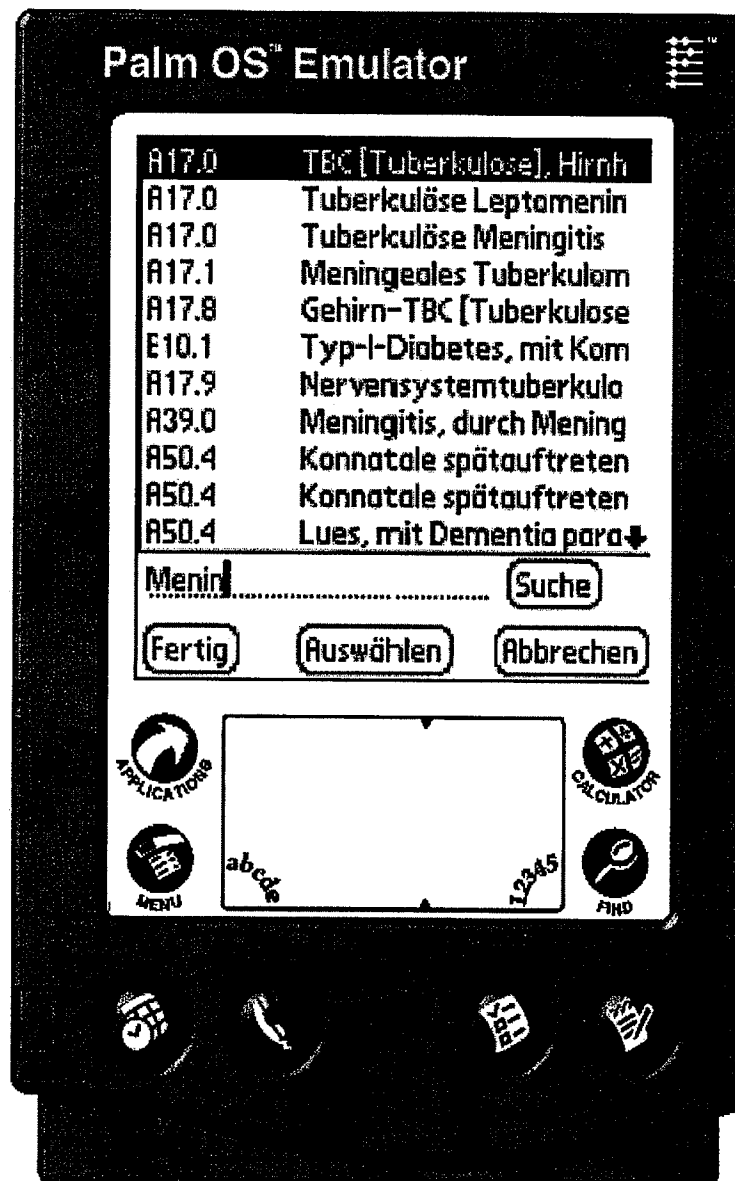 Palm OS™ Emulator ™
A17.0 TBC [Tuberkulose], Hirnh
A17.0 Tuberkulöse Leptomenin
A17.0 Tuberkulöse Meningitis
A17.1 Meningeales Tuberkulom
A17.8 Gehirn-TBC [Tuberkulose
E10.1 Typ-I-Diabetes, mit Kom
A17.9 Nervensystemtuberkulo
A39.0 Meningitis, durch Mening
A50.4 Konnatale spätauftreten
A50.4 Konnatale spätauftreten
A50.4 Lues, mit Dementia para
Menin Suche
Fertig Auswählen Abbrechen
APPLICATIONS CALCULATOR
abcde 12345
MENU FIND